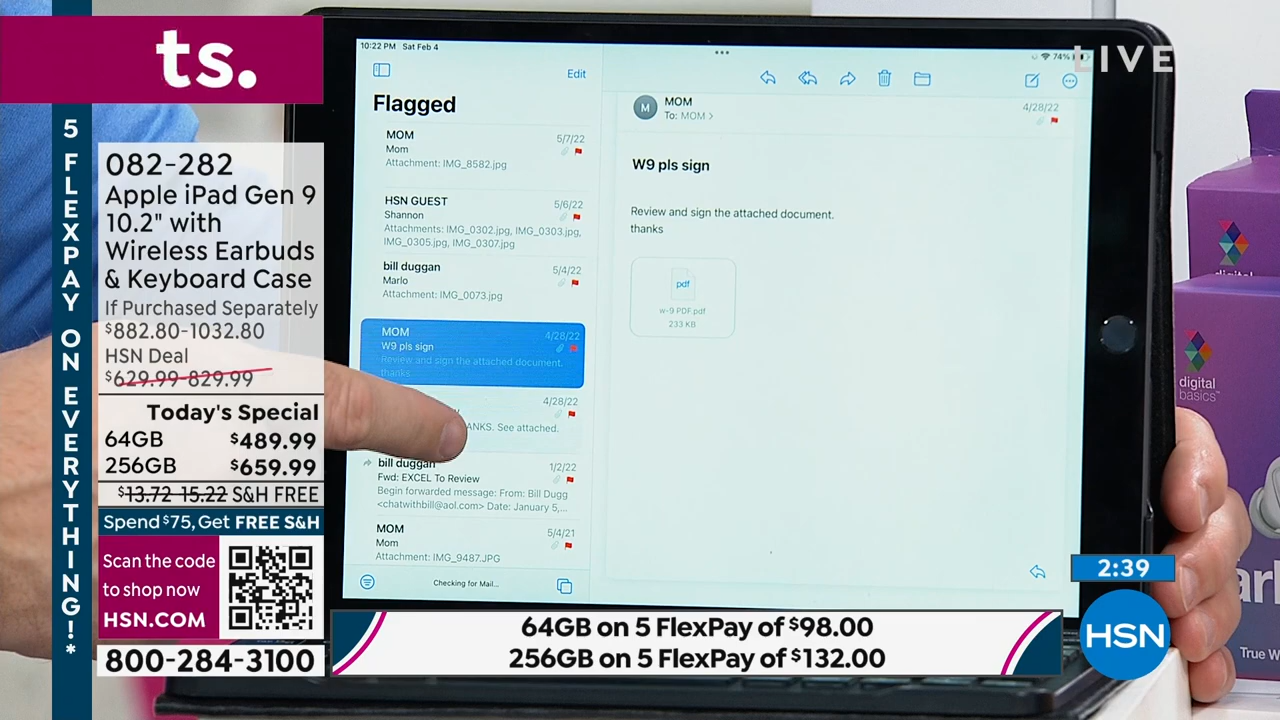 ts.
5 FLEXPAY ON EVERYTHING!*
082-282
Apple iPad Gen 9
10.2" with
Wireless Earbuds
& Keyboard Case
If Purchased Separately
$882.80-1032.80
HSN Deal
$629.99-829.99
Today's Special
64GB $489.99
256GB $659.99
$13.72-15.22 S&H FREE
Spend $75, Get FREE S&H
Scan the code
to shop now
HSN.COM
800-284-3100
10:22 PM Sat Feb 4
74%
LIVE
Edit
Flagged
MOM 5/7/22
Mom
Attachment: IMG_8582.jpg
HSN GUEST 5/6/22
Shannon
Attachments: IMG_0302.jpg, IMG_0303.jpg,
IMG_0305.jpg, IMG_0307.jpg
bill duggan 5/4/22
Marlo
Attachment: IMG_0073.jpg
MOM 4/28/22
W9 pls sign
Review and sign the attached document.
thanks
4/28/22
ANKS. See attached.
bill duggan 1/2/22
Fwd: EXCEL To Review
Begin forwarded message: From: Bill Dugg
<chatwithbill@aol.com> Date: January 5,...
MOM 5/4/21
Mom
Attachment: IMG_9487.JPG
Checking for Mail...
M
MOM 4/28/22
To: MOM >
W9 pls sign
Review and sign the attached document.
thanks
pdf
w-9 PDF.pdf
233 KB
digital
digital
basics™
True W
2:39
HSN
64GB on 5 FlexPay of $98.00
256GB on 5 FlexPay of $132.00